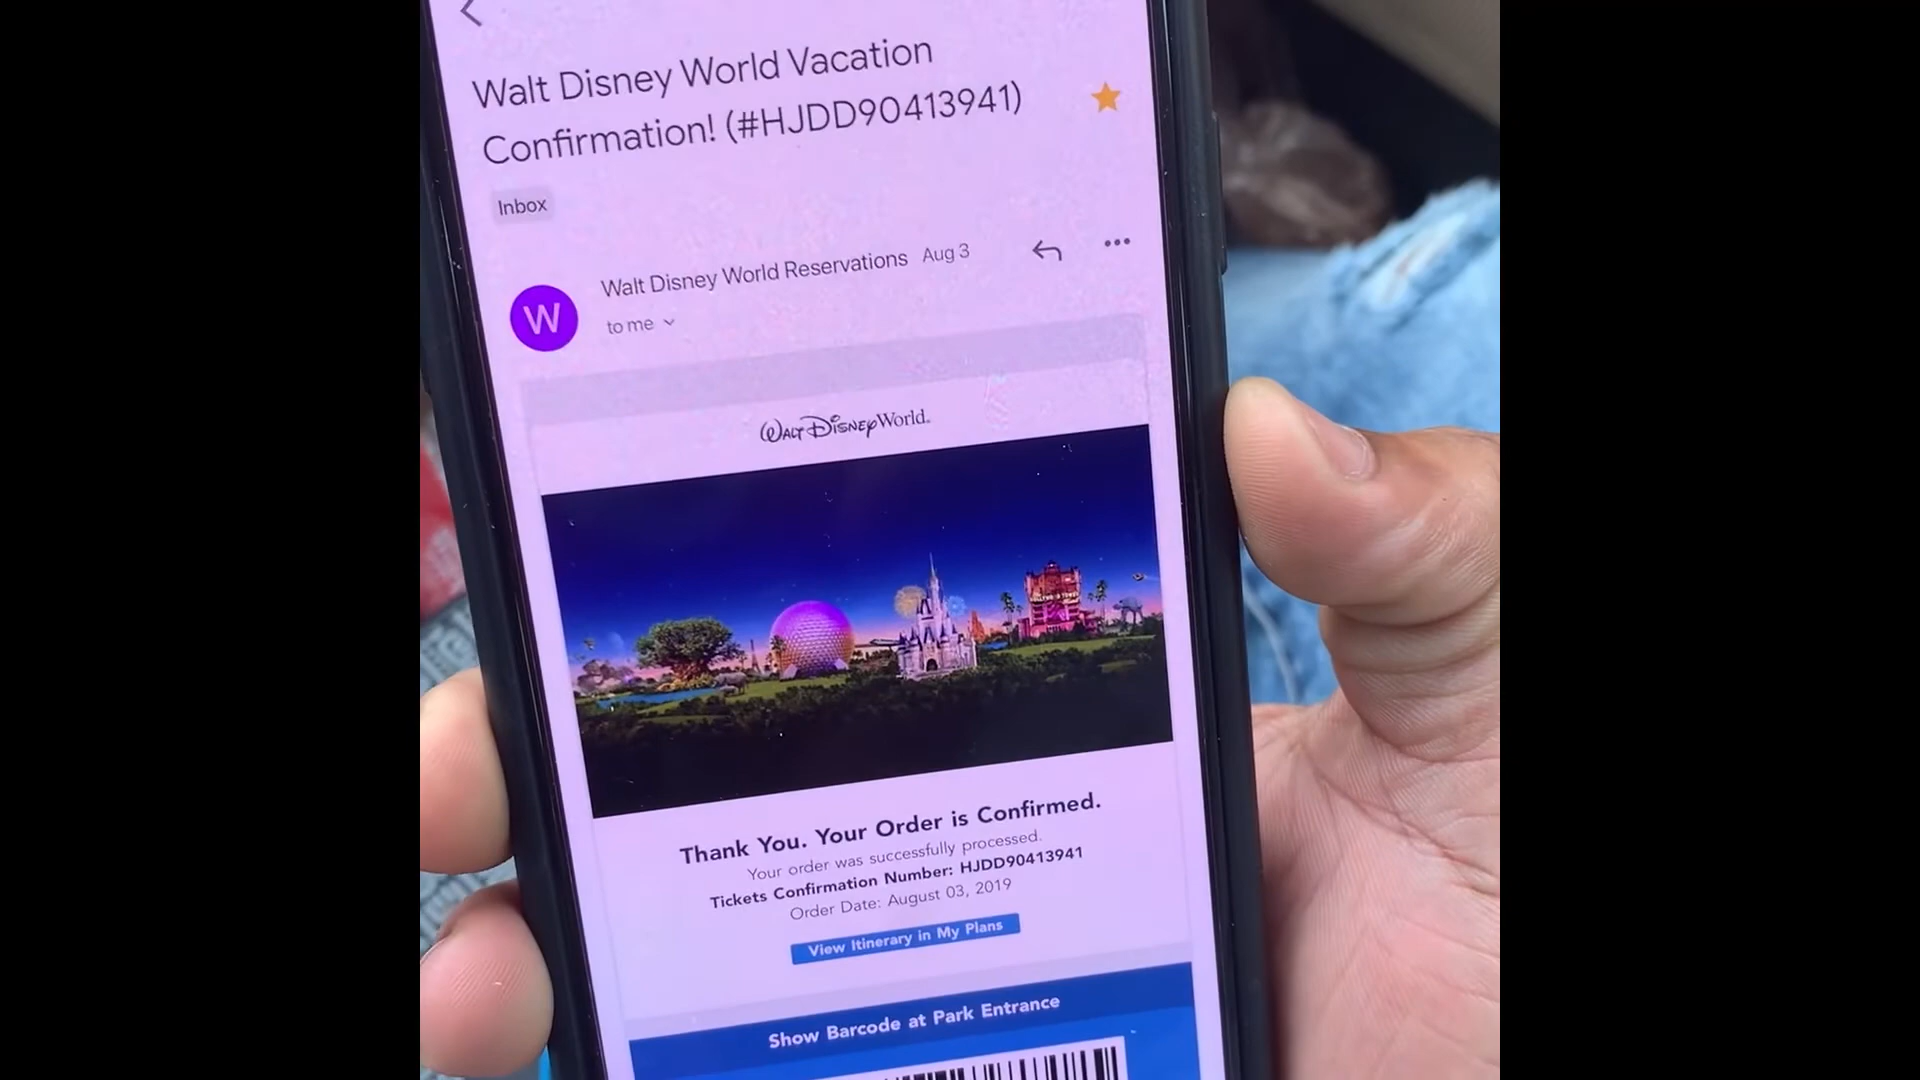 Walt Disney World Vacation
Confirmation! (#HJDD90413941)
Inbox
W
Walt Disney World Reservations Aug 3
to me
Walt Disney World
Thank You. Your Order is Confirmed.
Your order was successfully processed.
Tickets Confirmation Number: HJDD90413941
Order Date: August 03, 2019
View Itinerary in My Plans
Show Barcode at Park Entrance